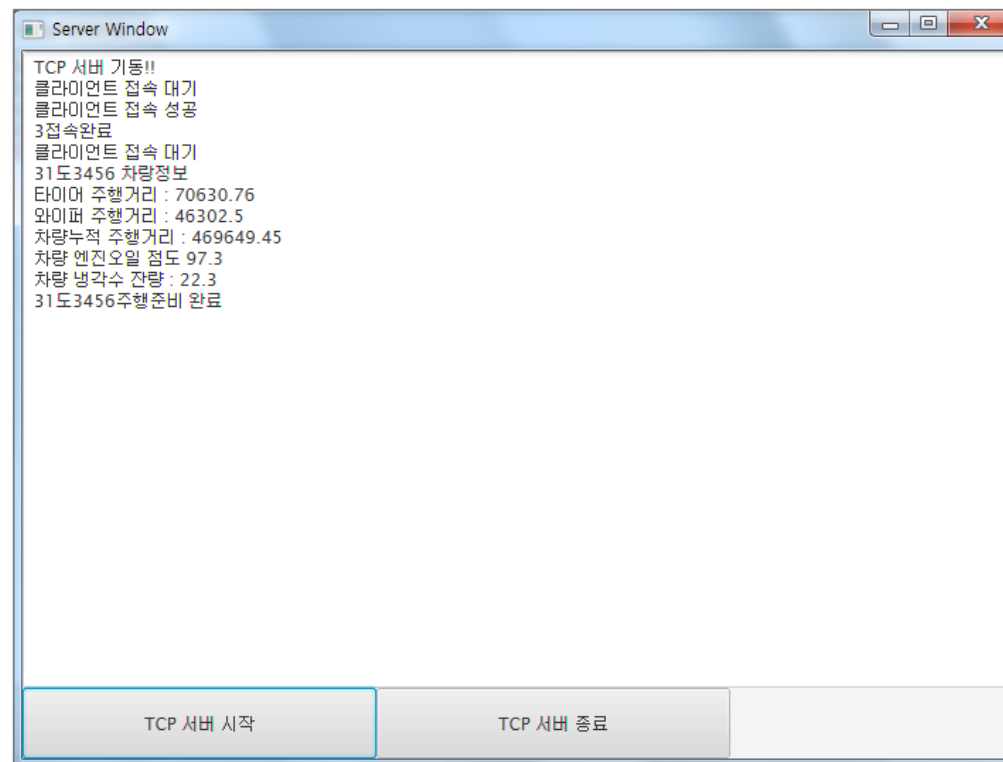 Server Window
TCP 서버 기동!!
클라이언트 접속 대기
클라이언트 접속 성공
3접속완료
클라이언트 접속 대기
31도3456 차량정보
타이어 주행거리 : 70630.76
와이퍼 주행거리 : 46302.5
차량누적 주행거리 : 469649.45
차량 엔진오일 점도 97.3
차량 냉각수 잔량 : 22.3
31도3456주행준비 완료
TCP 서버 시작
TCP 서버 종료